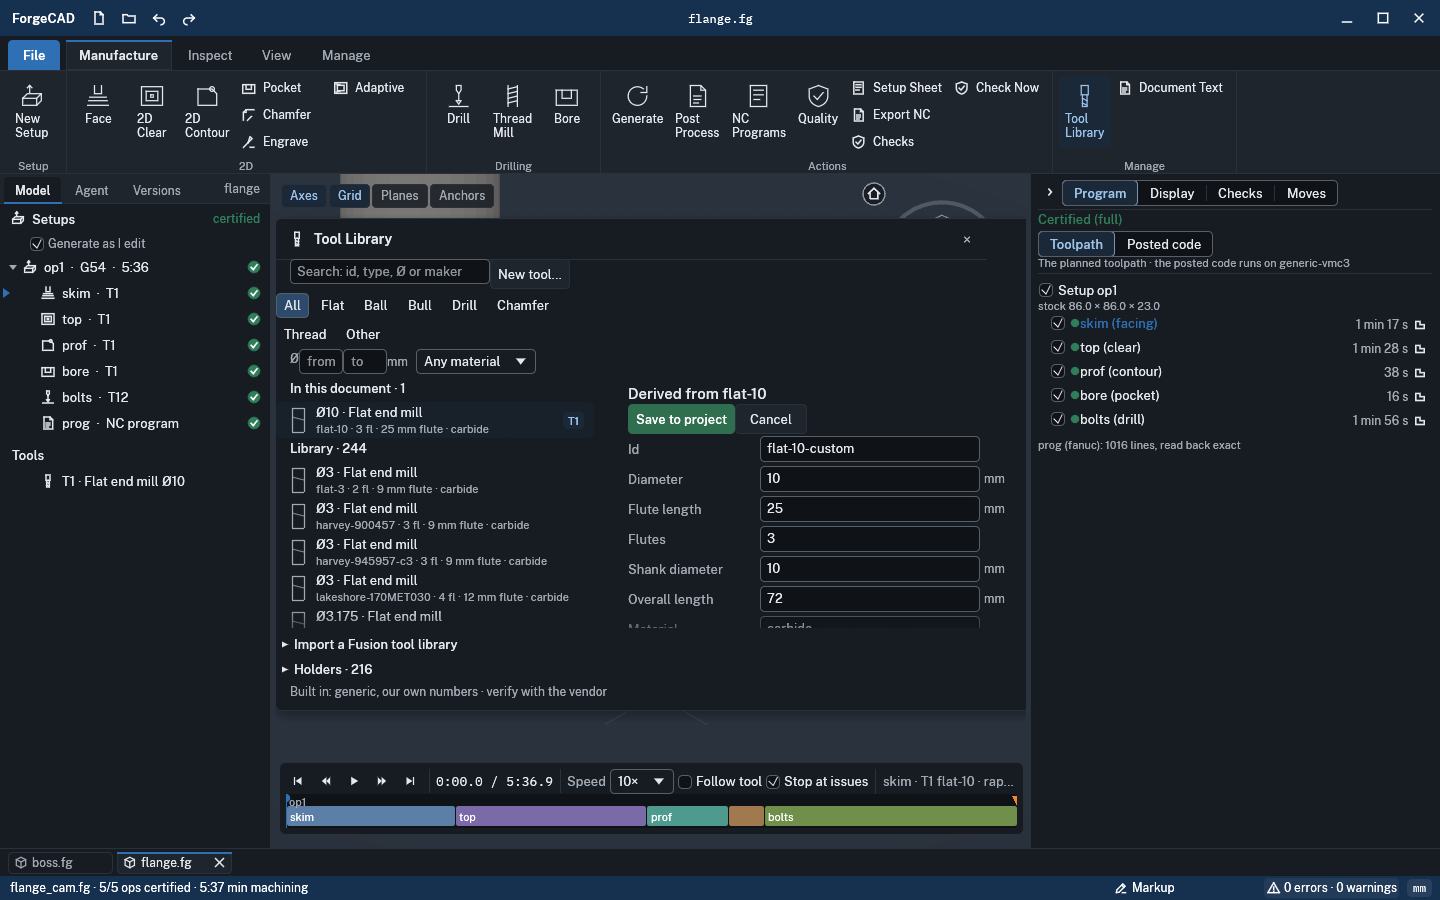 ForgeCAD
flange.fg
File
Manufacture
Inspect
View
Manage
New Setup
Setup
Face
2D Clear
2D Contour
Pocket
Chamfer
Engrave
Adaptive
2D
Drill
Thread Mill
Bore
Drilling
Generate
Post Process
NC Programs
Quality
Setup Sheet
Export NC
Checks
Check Now
Actions
Tool Library
Document Text
Manage
Model
Agent
Versions
flange
Setups
certified
Generate as I edit
op1 · G54 · 5:36
skim · T1
top · T1
prof · T1
bore · T1
bolts · T12
prog · NC program
Tools
T1 · Flat end mill Ø10
Axes
Grid
Planes
Anchors
Tool Library
×
Search: id, type, Ø or maker
New tool...
All
Flat
Ball
Bull
Drill
Chamfer
Thread
Other
Ø from to mm
Any material
In this document · 1
Ø10 · Flat end mill
flat-10 · 3 fl · 25 mm flute · carbide
T1
Library · 244
Ø3 · Flat end mill
flat-3 · 2 fl · 9 mm flute · carbide
Ø3 · Flat end mill
harvey-900457 · 3 fl · 9 mm flute · carbide
Ø3 · Flat end mill
harvey-945957-c3 · 3 fl · 9 mm flute · carbide
Ø3 · Flat end mill
lakeshore-170MET030 · 4 fl · 12 mm flute · carbide
Ø3.175 · Flat end mill
Derived from flat-10
Save to project
Cancel
Id flat-10-custom
Diameter 10 mm
Flute length 25 mm
Flutes 3
Shank diameter 10 mm
Overall length 72 mm
Material carbide
Import a Fusion tool library
Holders · 216
Built in: generic, our own numbers · verify with the vendor
0:00.0 / 5:36.9
Speed
10×
Follow tool
Stop at issues
skim · T1 flat-10 · rap...
op1
skim
top
prof
bolts
Program
Display
Checks
Moves
Certified (full)
Toolpath
Posted code
The planned toolpath · the posted code runs on generic-vmc3
Setup op1
stock 86.0 × 86.0 × 23.0
skim (facing) 1 min 17 s
top (clear) 1 min 28 s
prof (contour) 38 s
bore (pocket) 16 s
bolts (drill) 1 min 56 s
prog (fanuc): 1016 lines, read back exact
boss.fg
flange.fg
flange_cam.fg · 5/5 ops certified · 5:37 min machining
Markup
0 errors · 0 warnings
mm